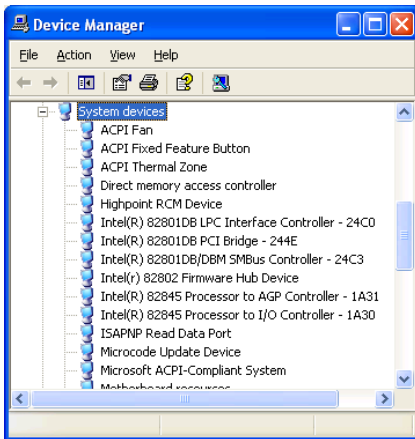 Device Manager
File Action View Help
System devices
ACPI Fan
ACPI Fixed Feature Button
ACPI Thermal Zone
Direct memory access controller
Highpoint RCM Device
Intel(R) 82801DB LPC Interface Controller - 24C0
Intel(R) 82801DB PCI Bridge - 244E
Intel(R) 82801DB/DBM SMBus Controller - 24C3
Intel(r) 82802 Firmware Hub Device
Intel(R) 82845 Processor to AGP Controller - 1A31
Intel(R) 82845 Processor to I/O Controller - 1A30
ISAPNP Read Data Port
Microcode Update Device
Microsoft ACPI-Compliant System
Motherboard resources